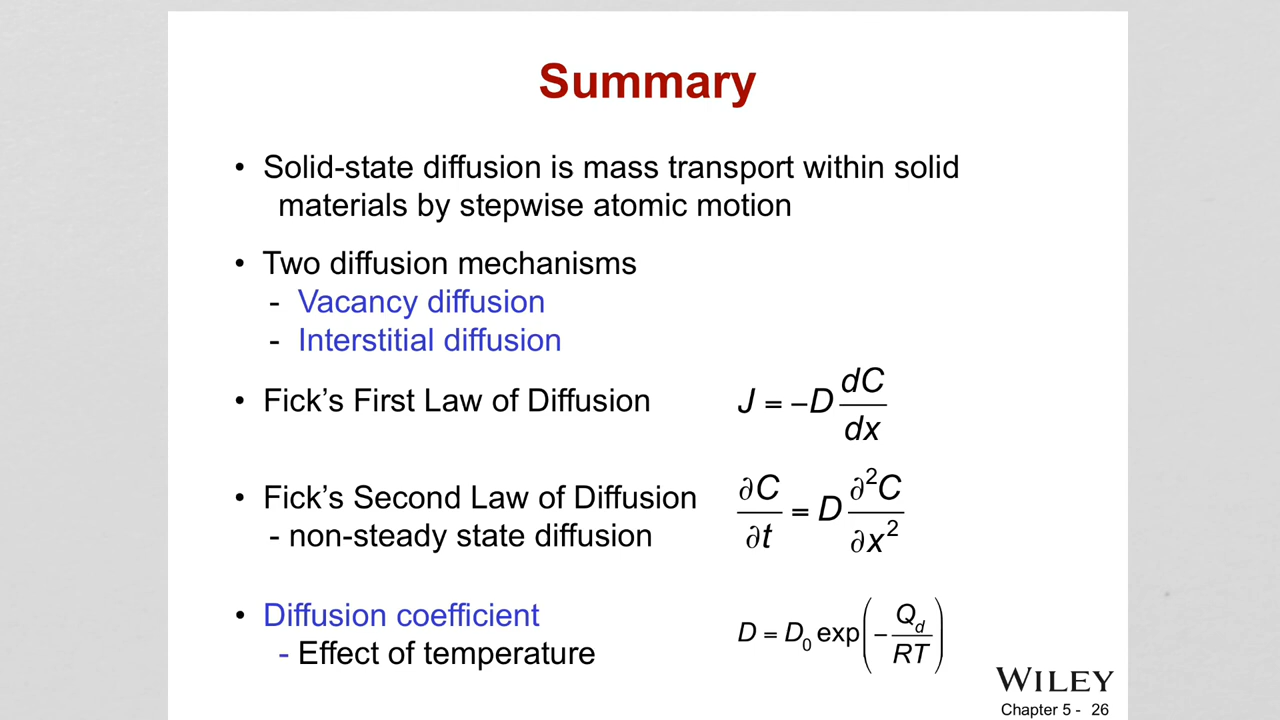 Summary
• Solid-state diffusion is mass transport within solid
materials by stepwise atomic motion
• Two diffusion mechanisms
- Vacancy diffusion
- Interstitial diffusion
• Fick’s First Law of Diffusion J = –D dC/dx
• Fick’s Second Law of Diffusion ∂C/∂t = D ∂²C/∂x²
- non-steady state diffusion
• Diffusion coefficient
- Effect of temperature D = D₀ exp(–Q_d/RT)
WILEY
Chapter 5 - 26